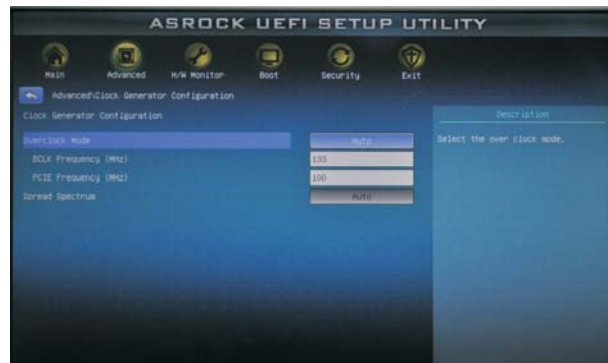 ASROCK UEFI SETUP UTILITY
Main
Advanced
H/W Monitor
Boot
Security
Exit
Advanced\Clock Generator Configuration
Clock Generator Configuration
Description
Overclock Mode
Auto
Select the over clock mode.
BCLK Frequency (MHz)
133
PCIE Frequency (MHz)
100
Spread Spectrum
Auto